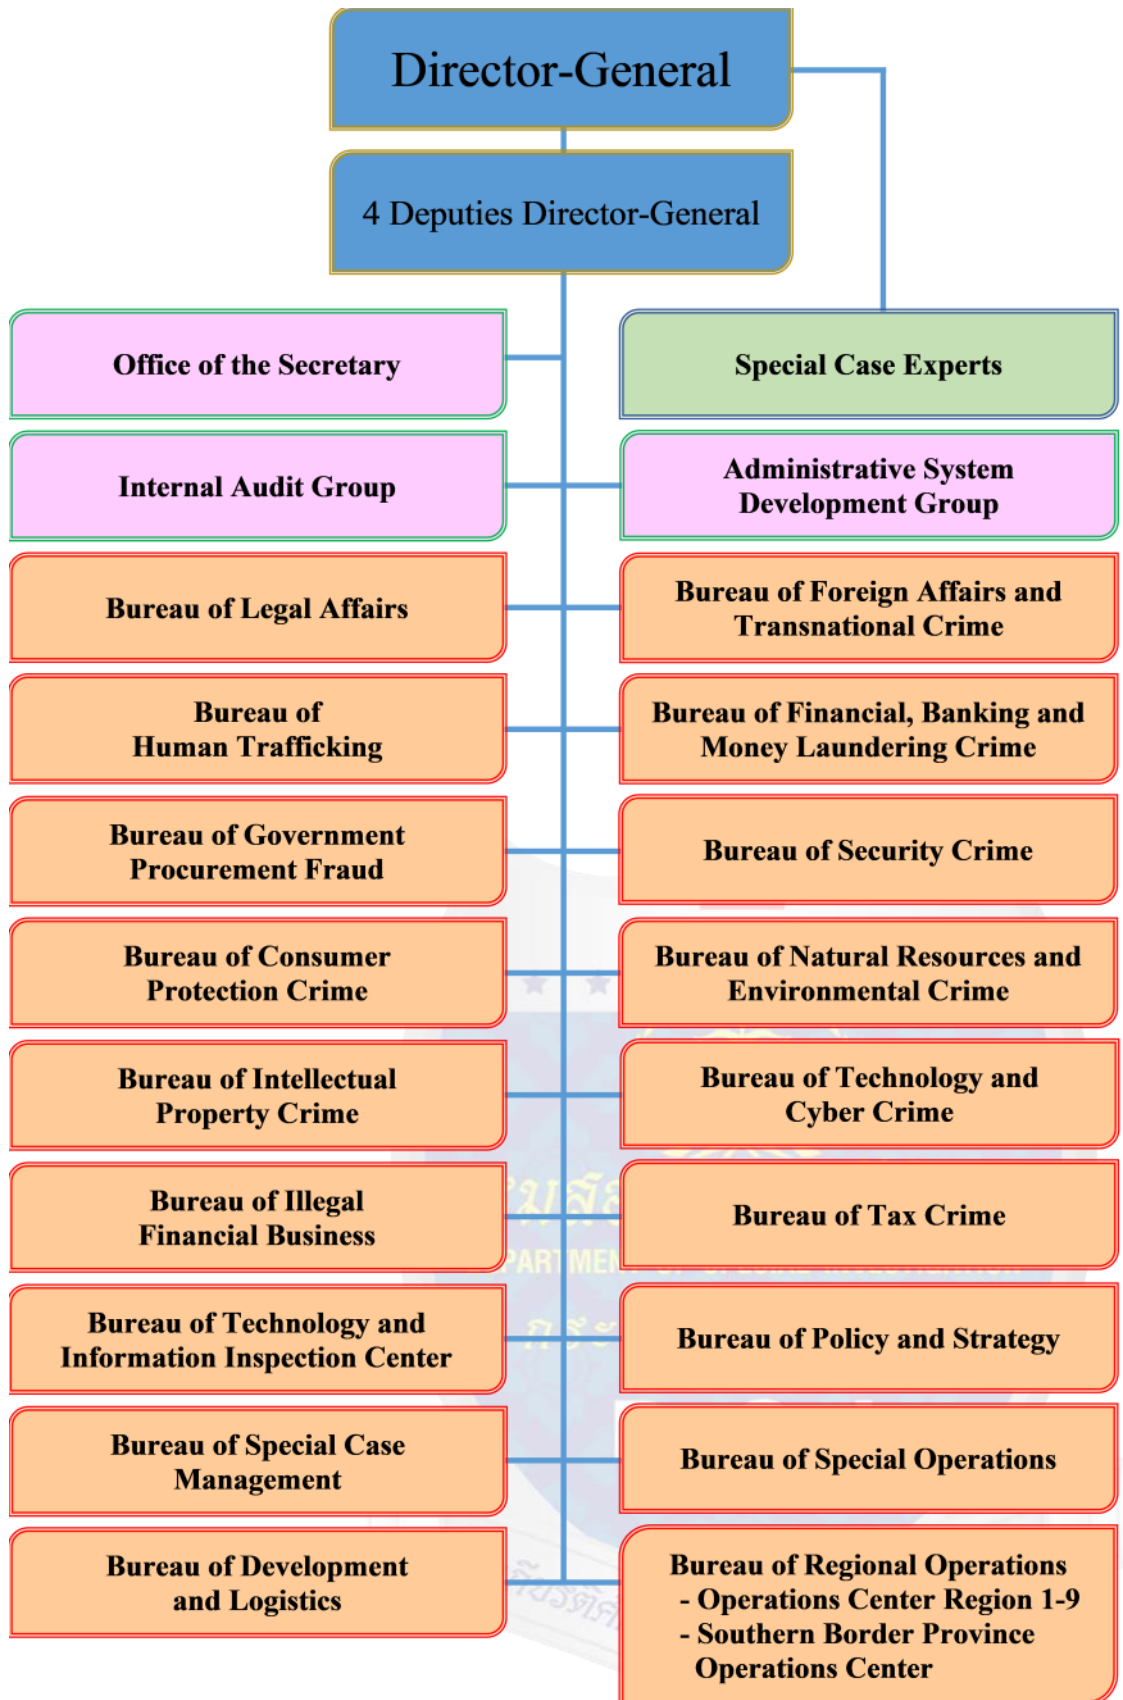 Director-General
4 Deputies Director-General
Office of the Secretary
Special Case Experts
Internal Audit Group
Administrative System
Development Group
Bureau of Legal Affairs
Bureau of Foreign Affairs and
Transnational Crime
Bureau of
Human Trafficking
Bureau of Financial, Banking and
Money Laundering Crime
Bureau of Government
Procurement Fraud
Bureau of Security Crime
Bureau of Consumer
Protection Crime
Bureau of Natural Resources and
Environmental Crime
Bureau of Intellectual
Property Crime
Bureau of Technology and
Cyber Crime
Bureau of Illegal
Financial Business
Bureau of Tax Crime
Bureau of Technology and
Information Inspection Center
Bureau of Policy and Strategy
Bureau of Special Case
Management
Bureau of Special Operations
Bureau of Development
and Logistics
Bureau of Regional Operations
- Operations Center Region 1-9
- Southern Border Province
Operations Center